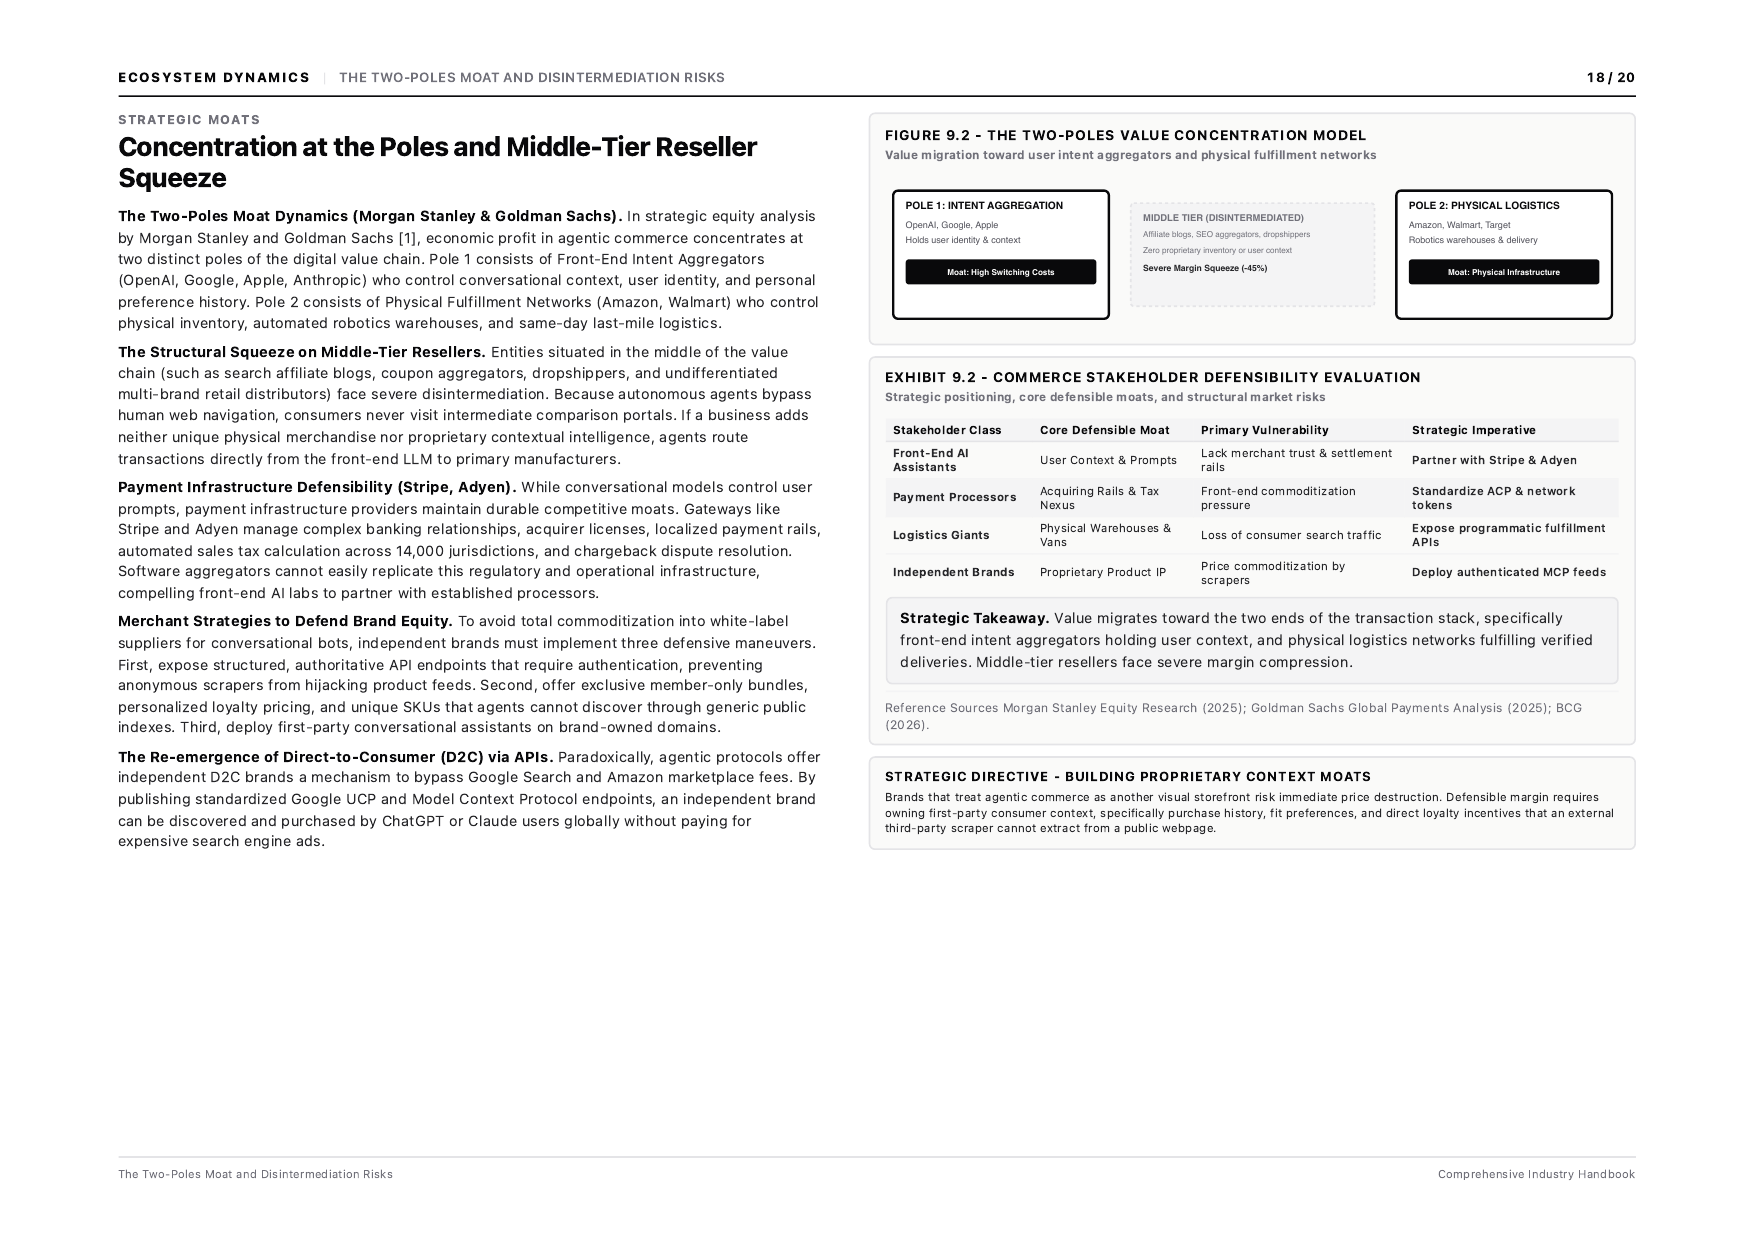 ECOSYSTEM DYNAMICS | THE TWO-POLES MOAT AND DISINTERMEDIATION RISKS
18 / 20
STRATEGIC MOATS
Concentration at the Poles and Middle-Tier Reseller
Squeeze
The Two-Poles Moat Dynamics (Morgan Stanley & Goldman Sachs). In strategic equity analysis
by Morgan Stanley and Goldman Sachs [1], economic profit in agentic commerce concentrates at
two distinct poles of the digital value chain. Pole 1 consists of Front-End Intent Aggregators
(OpenAI, Google, Apple, Anthropic) who control conversational context, user identity, and personal
preference history. Pole 2 consists of Physical Fulfillment Networks (Amazon, Walmart) who control
physical inventory, automated robotics warehouses, and same-day last-mile logistics.
The Structural Squeeze on Middle-Tier Resellers. Entities situated in the middle of the value
chain (such as search affiliate blogs, coupon aggregators, dropshippers, and undifferentiated
multi-brand retail distributors) face severe disintermediation. Because autonomous agents bypass
human web navigation, consumers never visit intermediate comparison portals. If a business adds
neither unique physical merchandise nor proprietary contextual intelligence, agents route
transactions directly from the front-end LLM to primary manufacturers.
Payment Infrastructure Defensibility (Stripe, Adyen). While conversational models control user
prompts, payment infrastructure providers maintain durable competitive moats. Gateways like
Stripe and Adyen manage complex banking relationships, acquirer licenses, localized payment rails,
automated sales tax calculation across 14,000 jurisdictions, and chargeback dispute resolution.
Software aggregators cannot easily replicate this regulatory and operational infrastructure,
compelling front-end AI labs to partner with established processors.
Merchant Strategies to Defend Brand Equity. To avoid total commoditization into white-label
suppliers for conversational bots, independent brands must implement three defensive maneuvers.
First, expose structured, authoritative API endpoints that require authentication, preventing
anonymous scrapers from hijacking product feeds. Second, offer exclusive member-only bundles,
personalized loyalty pricing, and unique SKUs that agents cannot discover through generic public
indexes. Third, deploy first-party conversational assistants on brand-owned domains.
The Re-emergence of Direct-to-Consumer (D2C) via APIs. Paradoxically, agentic protocols offer
independent D2C brands a mechanism to bypass Google Search and Amazon marketplace fees. By
publishing standardized Google UCP and Model Context Protocol endpoints, an independent brand
can be discovered and purchased by ChatGPT or Claude users globally without paying for
expensive search engine ads.
FIGURE 9.2 - THE TWO-POLES VALUE CONCENTRATION MODEL
Value migration toward user intent aggregators and physical fulfillment networks
POLE 1: INTENT AGGREGATION
OpenAI, Google, Apple
Holds user identity & context
Moat: High Switching Costs
MIDDLE TIER (DISINTERMEDIATED)
Affiliate blogs, SEO aggregators, dropshippers
Zero proprietary inventory or user context
Severe Margin Squeeze (-45%)
POLE 2: PHYSICAL LOGISTICS
Amazon, Walmart, Target
Robotics warehouses & delivery
Moat: Physical Infrastructure
EXHIBIT 9.2 - COMMERCE STAKEHOLDER DEFENSIBILITY EVALUATION
Strategic positioning, core defensible moats, and structural market risks
Stakeholder Class Core Defensible Moat Primary Vulnerability Strategic Imperative
Front-End AI
Assistants
User Context & Prompts
Lack merchant trust & settlement
rails
Partner with Stripe & Adyen
Payment Processors
Acquiring Rails & Tax
Nexus
Front-end commoditization
pressure
Standardize ACP & network
tokens
Logistics Giants
Physical Warehouses &
Vans
Loss of consumer search traffic
Expose programmatic fulfillment
APIs
Independent Brands
Proprietary Product IP
Price commoditization by
scrapers
Deploy authenticated MCP feeds
Strategic Takeaway. Value migrates toward the two ends of the transaction stack, specifically
front-end intent aggregators holding user context, and physical logistics networks fulfilling verified
deliveries. Middle-tier resellers face severe margin compression.
Reference Sources Morgan Stanley Equity Research (2025); Goldman Sachs Global Payments Analysis (2025); BCG
(2026).
STRATEGIC DIRECTIVE - BUILDING PROPRIETARY CONTEXT MOATS
Brands that treat agentic commerce as another visual storefront risk immediate price destruction. Defensible margin requires
owning first-party consumer context, specifically purchase history, fit preferences, and direct loyalty incentives that an external
third-party scraper cannot extract from a public webpage.
The Two-Poles Moat and Disintermediation Risks
Comprehensive Industry Handbook